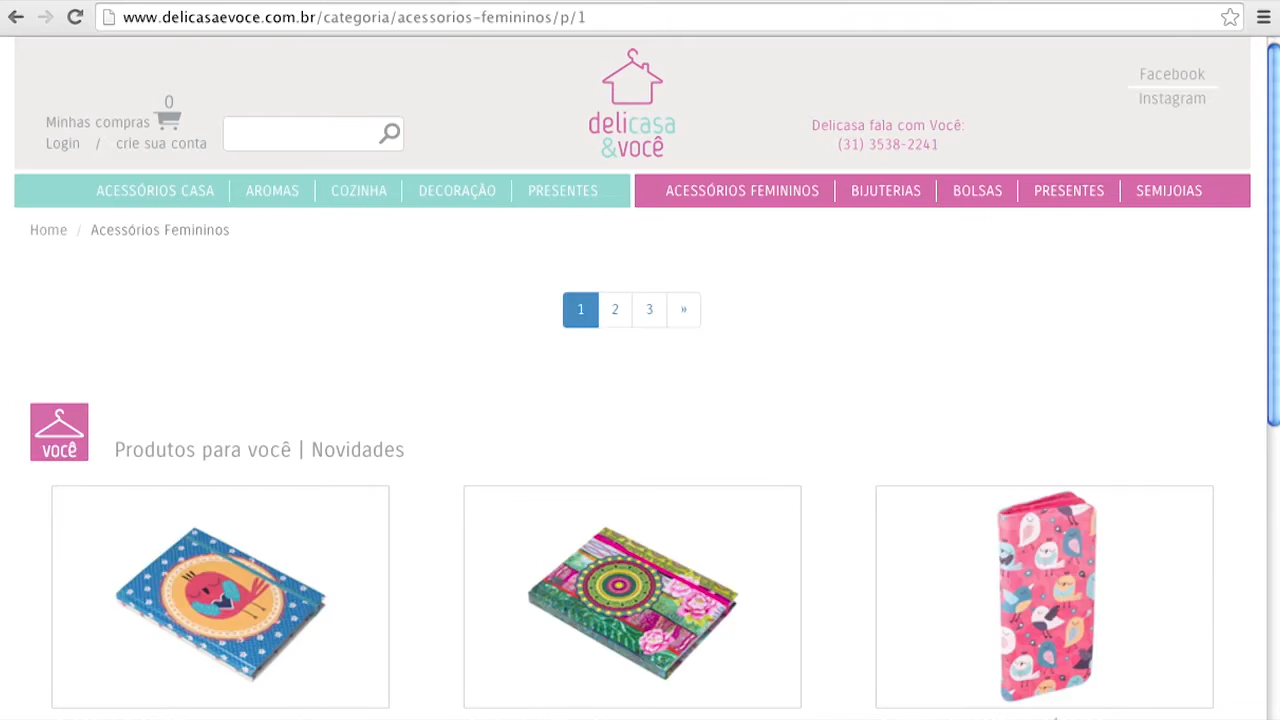 www.delicasaevoce.com.br/categoria/acessorios-femininos/p/1
Facebook
Instagram
0
Minhas compras
Login / crie sua conta
delicasa
&você
Delicasa fala com Você:
(31) 3538-2241
ACESSÓRIOS CASA AROMAS COZINHA DECORAÇÃO PRESENTES ACESSÓRIOS FEMININOS BIJUTERIAS BOLSAS PRESENTES SEMIJOIAS
Home / Acessórios Femininos
1 2 3 »
você
Produtos para você | Novidades